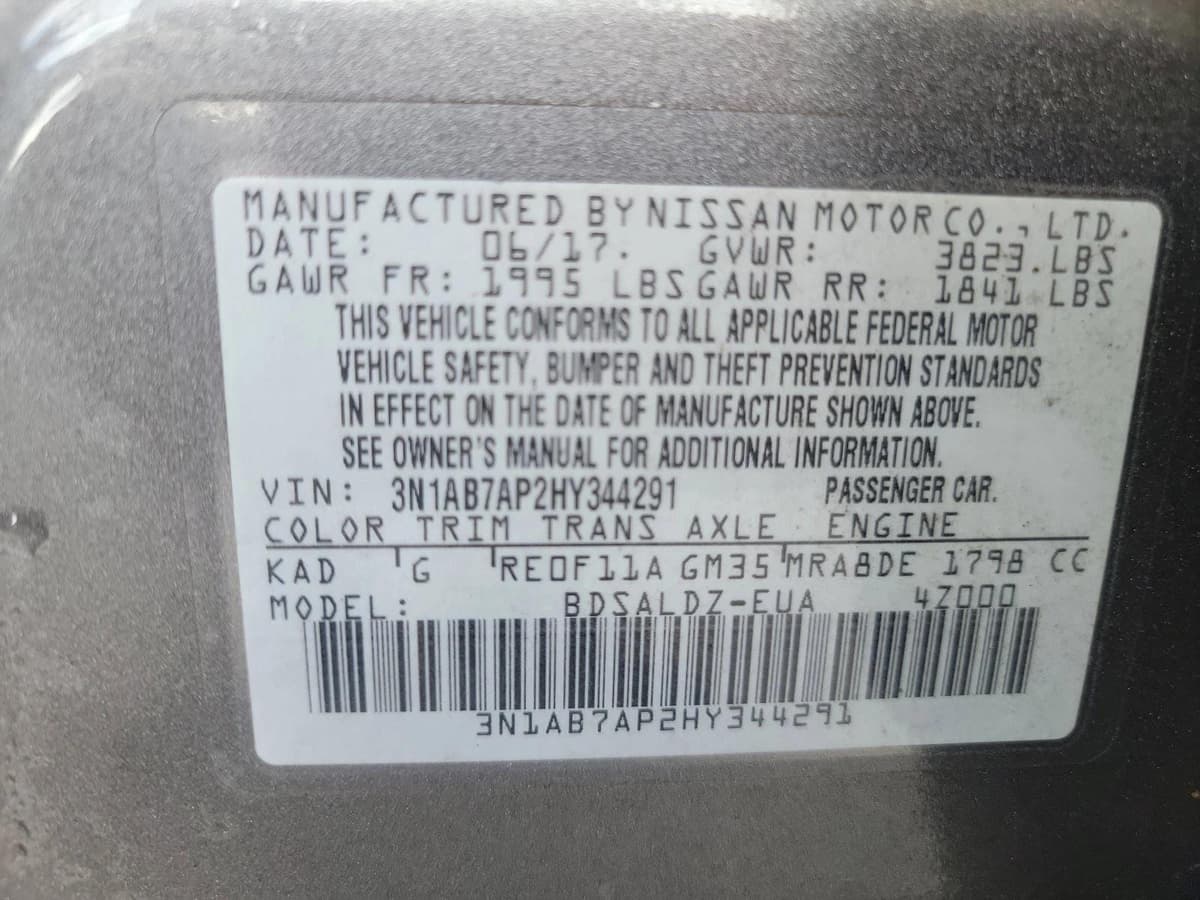 MANUFACTURED BY NISSAN MOTOR CO., LTD.
DATE: 06/17. GVWR: 3823.LBS
GAWR FR: 1995 LBS GAWR RR: 1841 LBS
THIS VEHICLE CONFORMS TO ALL APPLICABLE FEDERAL MOTOR
VEHICLE SAFETY, BUMPER AND THEFT PREVENTION STANDARDS
IN EFFECT ON THE DATE OF MANUFACTURE SHOWN ABOVE.
SEE OWNER'S MANUAL FOR ADDITIONAL INFORMATION.
VIN: 3N1AB7AP2HY344291 PASSENGER CAR.
COLOR TRIM TRANS AXLE ENGINE
KAD 'G 'RE0F11A GM35 'MRA8DE 1798 CC
MODEL: BDSALDZ-EUA 4Z000
3N1AB7AP2HY344291